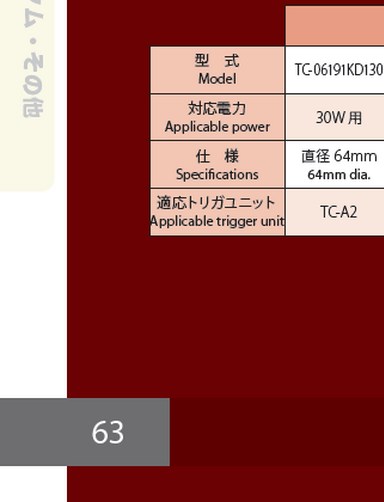 ム・その他
型 式
Model
TC-06191KD130
対応電力
Applicable power
30W 用
仕 様
Specifications
直径 64mm
64mm dia.
適応トリガユニット
Applicable trigger unit
TC-A2
63